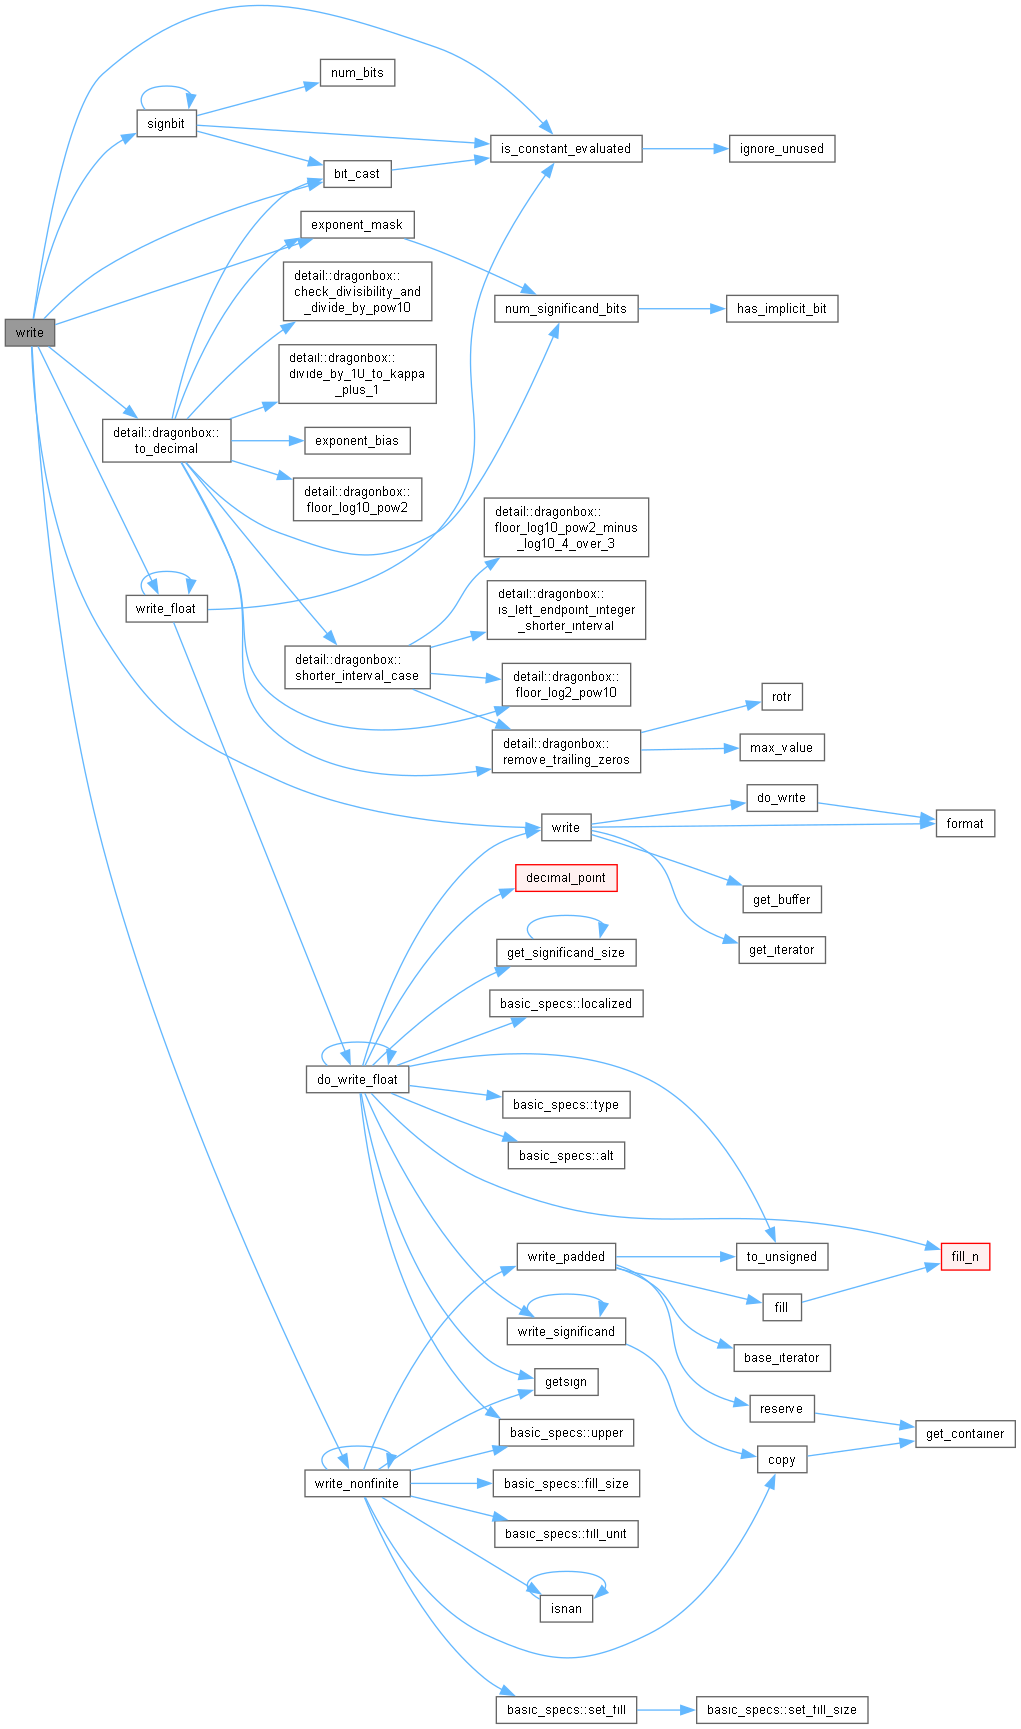 num_bits
signbit
is_constant_evaluated
ignore_unused
bit_cast
exponent_mask
detail::dragonbox::
check_divisibility_and
_divide_by_pow10
num_significand_bits
has_implicit_bit
write
detail::dragonbox::
divide_by_10_to_kappa
_plus_1
detail::dragonbox::
to_decimal
exponent_bias
detail::dragonbox::
floor_log10_pow2
detail::dragonbox::
floor_log10_pow2_minus
_log10_4_over_3
write_float
detail::dragonbox::
is_left_endpoint_integer
_shorter_interval
detail::dragonbox::
shorter_interval_case
detail::dragonbox::
floor_log2_pow10
rotr
detail::dragonbox::
remove_trailing_zeros
max_value
do_write
write
format
decimal_point
get_buffer
get_significand_size
get_iterator
basic_specs::localized
do_write_float
basic_specs::type
basic_specs::alt
write_padded
to_unsigned
fill_n
fill
write_significand
base_iterator
getsign
reserve
basic_specs::upper
get_container
copy
write_nonfinite
basic_specs::fill_size
basic_specs::fill_unit
isnan
basic_specs::set_fill
basic_specs::set_fill_size